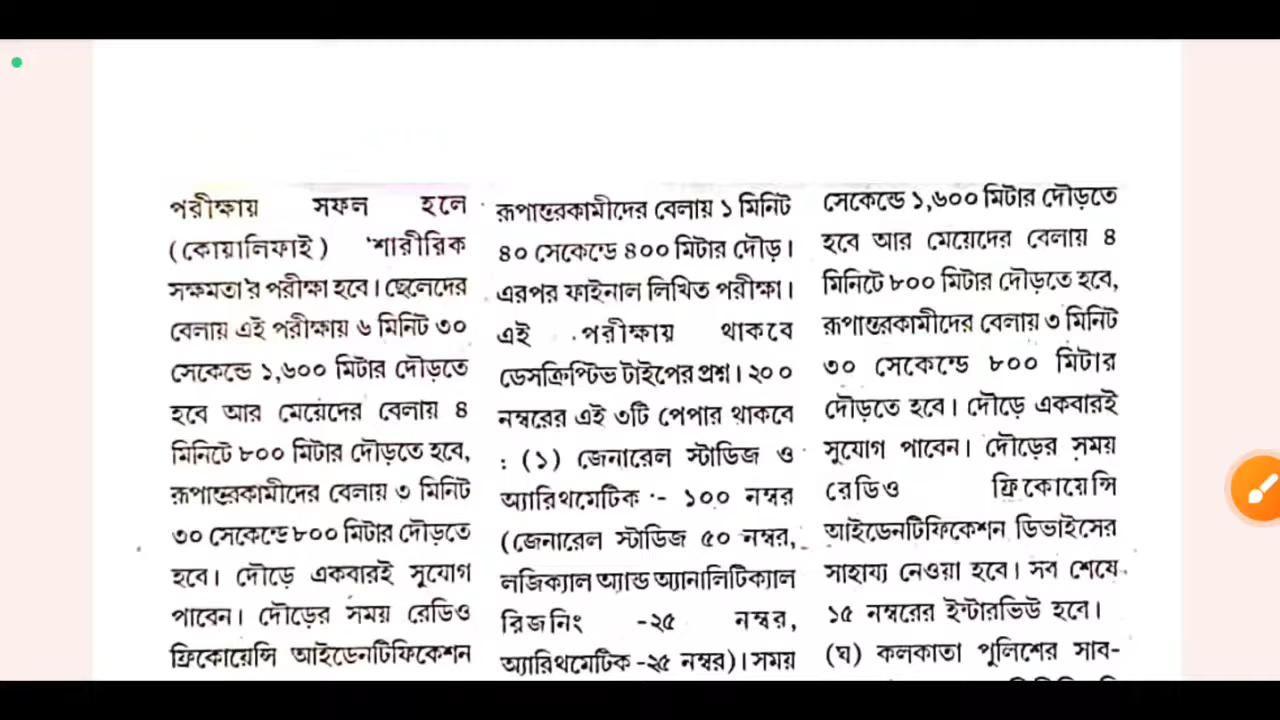 পরীক্ষায় সফল হলে
(কোয়ালিফাই) 'শারীরিক
সক্ষমতা'র পরীক্ষা হবে। ছেলেদের
বেলায় এই পরীক্ষায় ৬ মিনিট ৩০
সেকেন্ডে ১,৬০০ মিটার দৌড়তে
হবে আর মেয়েদের বেলায় ৪
মিনিটে ৮০০ মিটার দৌড়তে হবে,
রূপান্তরকামীদের বেলায় ৩ মিনিট
৩০ সেকেন্ডে ৮০০ মিটার দৌড়তে
হবে। দৌড়ে একবারই সুযোগ
পাবেন। দৌড়ের সময় রেডিও
ফ্রিকোয়েন্সি আইডেনটিফিকেশন
রূপান্তরকামীদের বেলায় ১ মিনিট
৪০ সেকেন্ডে ৪০০ মিটার দৌড়।
এরপর ফাইনাল লিখিত পরীক্ষা।
এই পরীক্ষায় থাকবে
ডেসক্রিপ্টিভ টাইপের প্রশ্ন। ২০০
নম্বরের এই ৩টি পেপার থাকবে
: (১) জেনারেল স্টাডিজ ও
অ্যারিথমেটিক - ১০০ নম্বর
(জেনারেল স্টাডিজ ৫০ নম্বর,
লজিক্যাল অ্যান্ড অ্যানালিটিক্যাল
রিজনিং -২৫ নম্বর,
অ্যারিথমেটিক -২৫ নম্বর)। সময়
সেকেন্ডে ১,৬০০ মিটার দৌড়তে
হবে আর মেয়েদের বেলায় ৪
মিনিটে ৮০০ মিটার দৌড়তে হবে,
রূপান্তরকামীদের বেলায় ৩ মিনিট
৩০ সেকেন্ডে ৮০০ মিটার
দৌড়তে হবে। দৌড়ে একবারই
সুযোগ পাবেন। দৌড়ের সময়
রেডিও ফ্রিকোয়েন্সি
আইডেনটিফিকেশন ডিভাইসের
সাহায্য নেওয়া হবে। সব শেষে
১৫ নম্বরের ইন্টারভিউ হবে।
(ঘ) কলকাতা পুলিশের সাব-